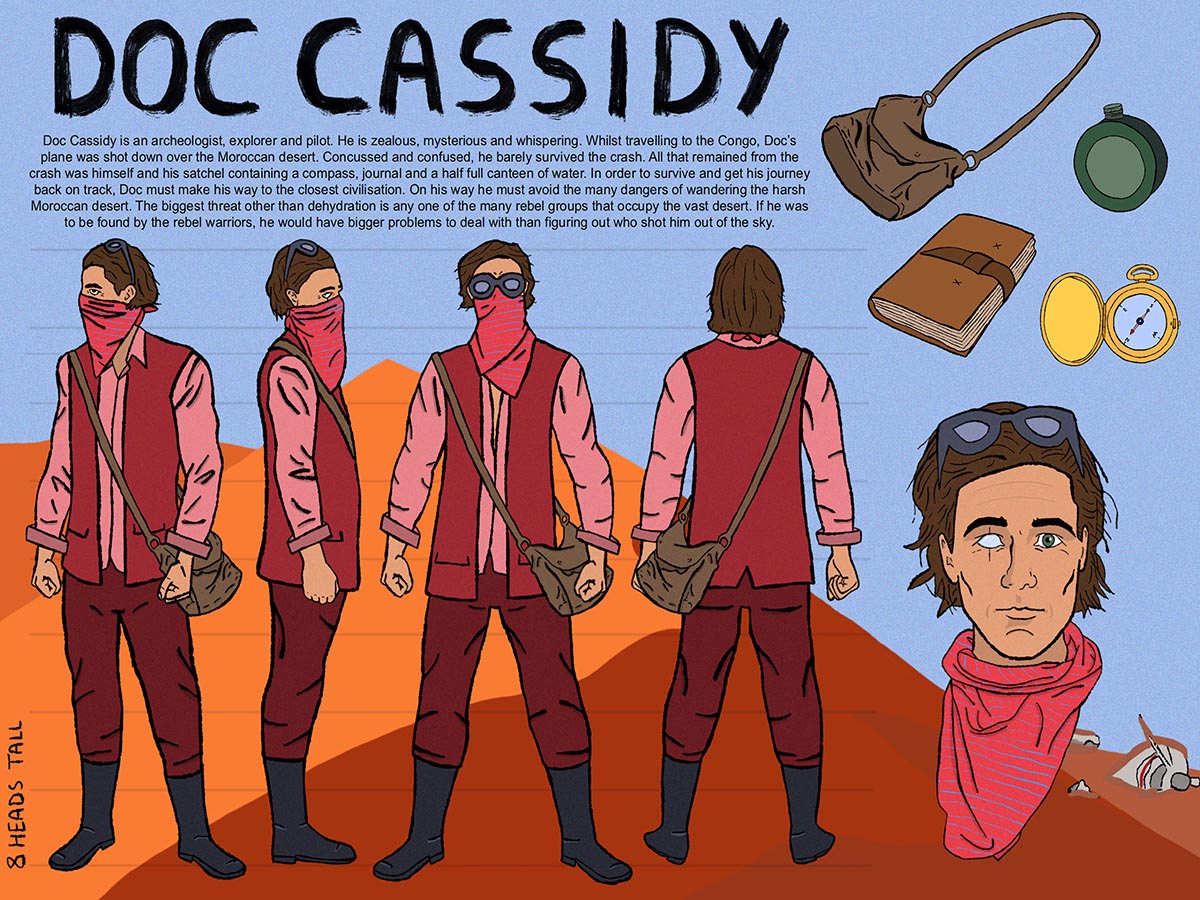 DOC CASSIDY
Doc Cassidy is an archeologist, explorer and pilot. He is zealous, mysterious and whispering. Whilst travelling to the Congo, Doc's
plane was shot down over the Moroccan desert. Concussed and confused, he barely survived the crash. All that remained from the
crash was himself and his satchel containing a compass, journal and a half full canteen of water. In order to survive and get his journey
back on track, Doc must make his way to the closest civilisation. On his way he must avoid the many dangers of wandering the harsh
Moroccan desert. The biggest threat other than dehydration is any one of the many rebel groups that occupy the vast desert. If he was
to be found by the rebel warriors, he would have bigger problems to deal with than figuring out who shot him out of the sky.
8 HEADS TALL